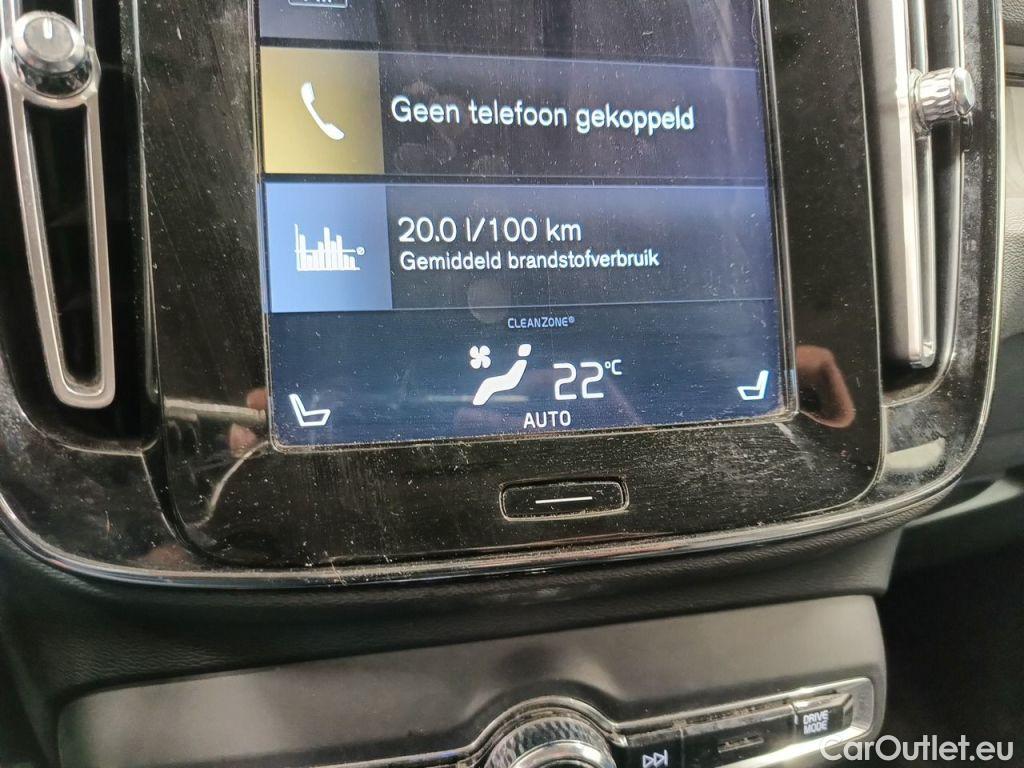 Geen telefoon gekoppeld
20.0 l/100 km
Gemiddeld brandstofverbruik
CLEANZONE®
22°C
AUTO
DRIVE
MODE
CarOutlet.eu